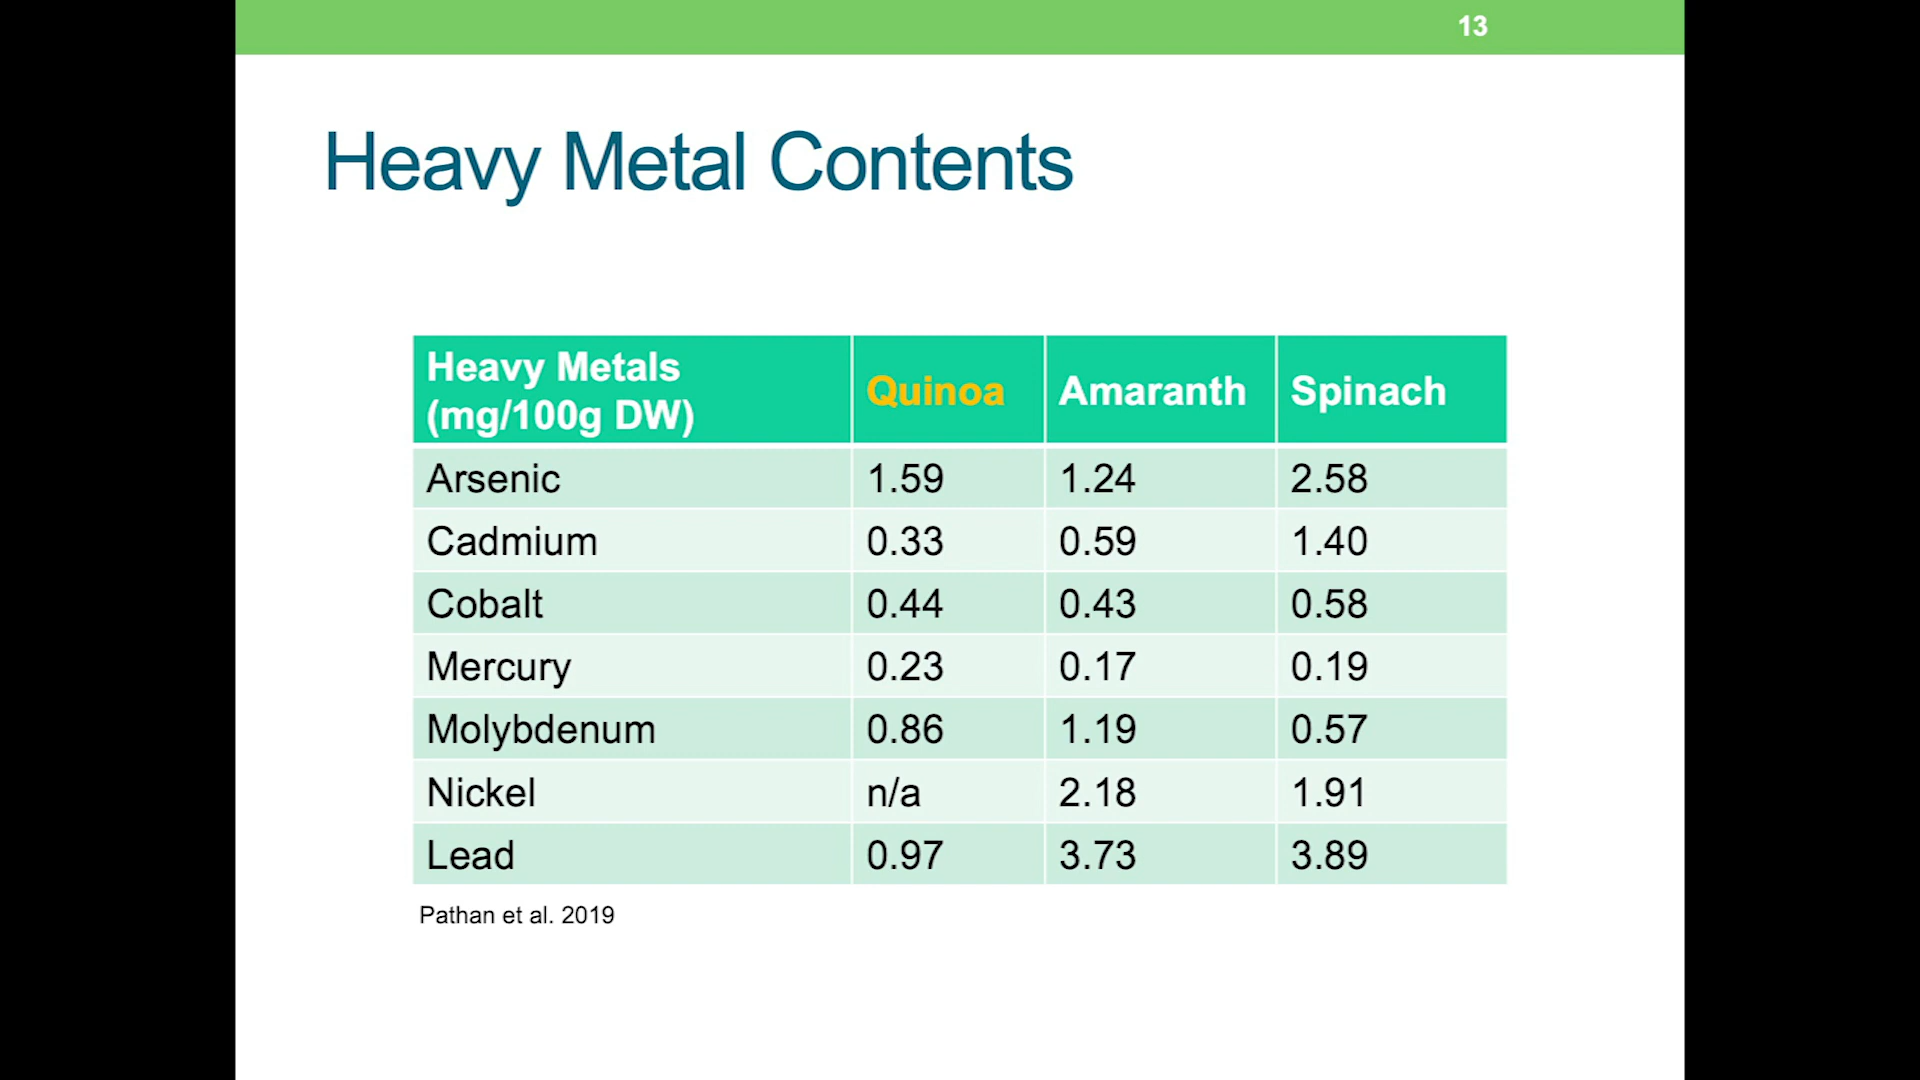 13
Heavy Metal Contents
Heavy Metals
(mg/100g DW)
Quinoa
Amaranth
Spinach
Arsenic 1.59 1.24 2.58
Cadmium 0.33 0.59 1.40
Cobalt 0.44 0.43 0.58
Mercury 0.23 0.17 0.19
Molybdenum 0.86 1.19 0.57
Nickel n/a 2.18 1.91
Lead 0.97 3.73 3.89
Pathan et al. 2019